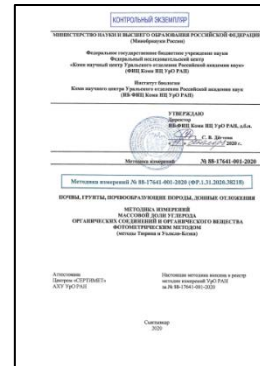 КОНТРОЛЬНЫЙ ЭКЗЕМПЛЯР
МИНИСТЕРСТВО НАУКИ И ВЫСШЕГО ОБРАЗОВАНИЯ РОССИЙСКОЙ ФЕДЕРАЦИИ
(Минобрнауки России)
Федеральное государственное бюджетное учреждение науки
Федеральный исследовательский центр
«Коми научный центр Уральского отделения Российской академии наук»
(ФИЦ Коми НЦ УрО РАН)
Институт биологии
Коми научного центра Уральского отделения Российской академии наук
(ИБ ФИЦ Коми НЦ УрО РАН)
УТВЕРЖДАЮ
Директор
ИБ ФИЦ Коми НЦ УрО РАН, д.б.н.
С. В. Дёгтева
2020 г.
Методика измерений № 88-17641-001-2020
Методика измерений № 88-17641-001-2020 (ФР.1.31.2020.38218)
ПОЧВЫ, ГРУНТЫ, ПОЧВООБРАЗУЮЩИЕ ПОРОДЫ, ДОННЫЕ ОТЛОЖЕНИЯ
МЕТОДИКА ИЗМЕРЕНИЙ
МАССОВОЙ ДОЛИ УГЛЕРОДА
ОРГАНИЧЕСКИХ СОЕДИНЕНИЙ И ОРГАНИЧЕСКОГО ВЕЩЕСТВА
ФОТОМЕТРИЧЕСКИМ МЕТОДОМ
(методы Тюрина и Уолкли-Блэка)
Аттестована
Центром «СЕРТИМЕТ»
АХУ УрО РАН
Настоящая методика внесена в реестр
методик измерений УрО РАН
за № 88-17641-001-2020
Сыктывкар
2020